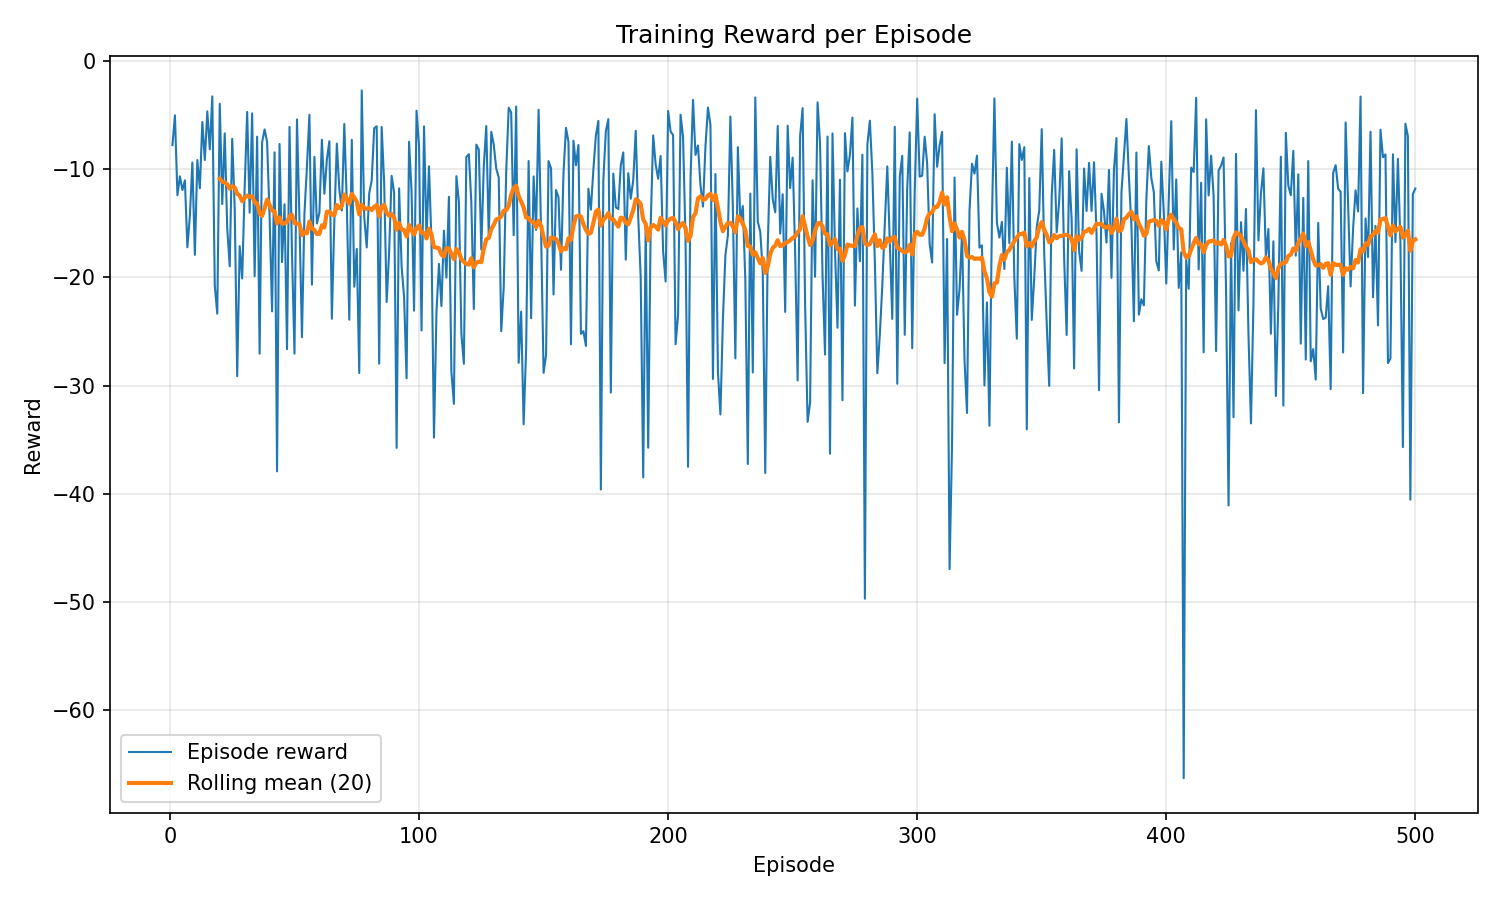 Training Reward per Episode
0
−10
−20
−30
−40
−50
−60
Reward
Episode reward
Rolling mean (20)
0
100
200
300
400
500
Episode